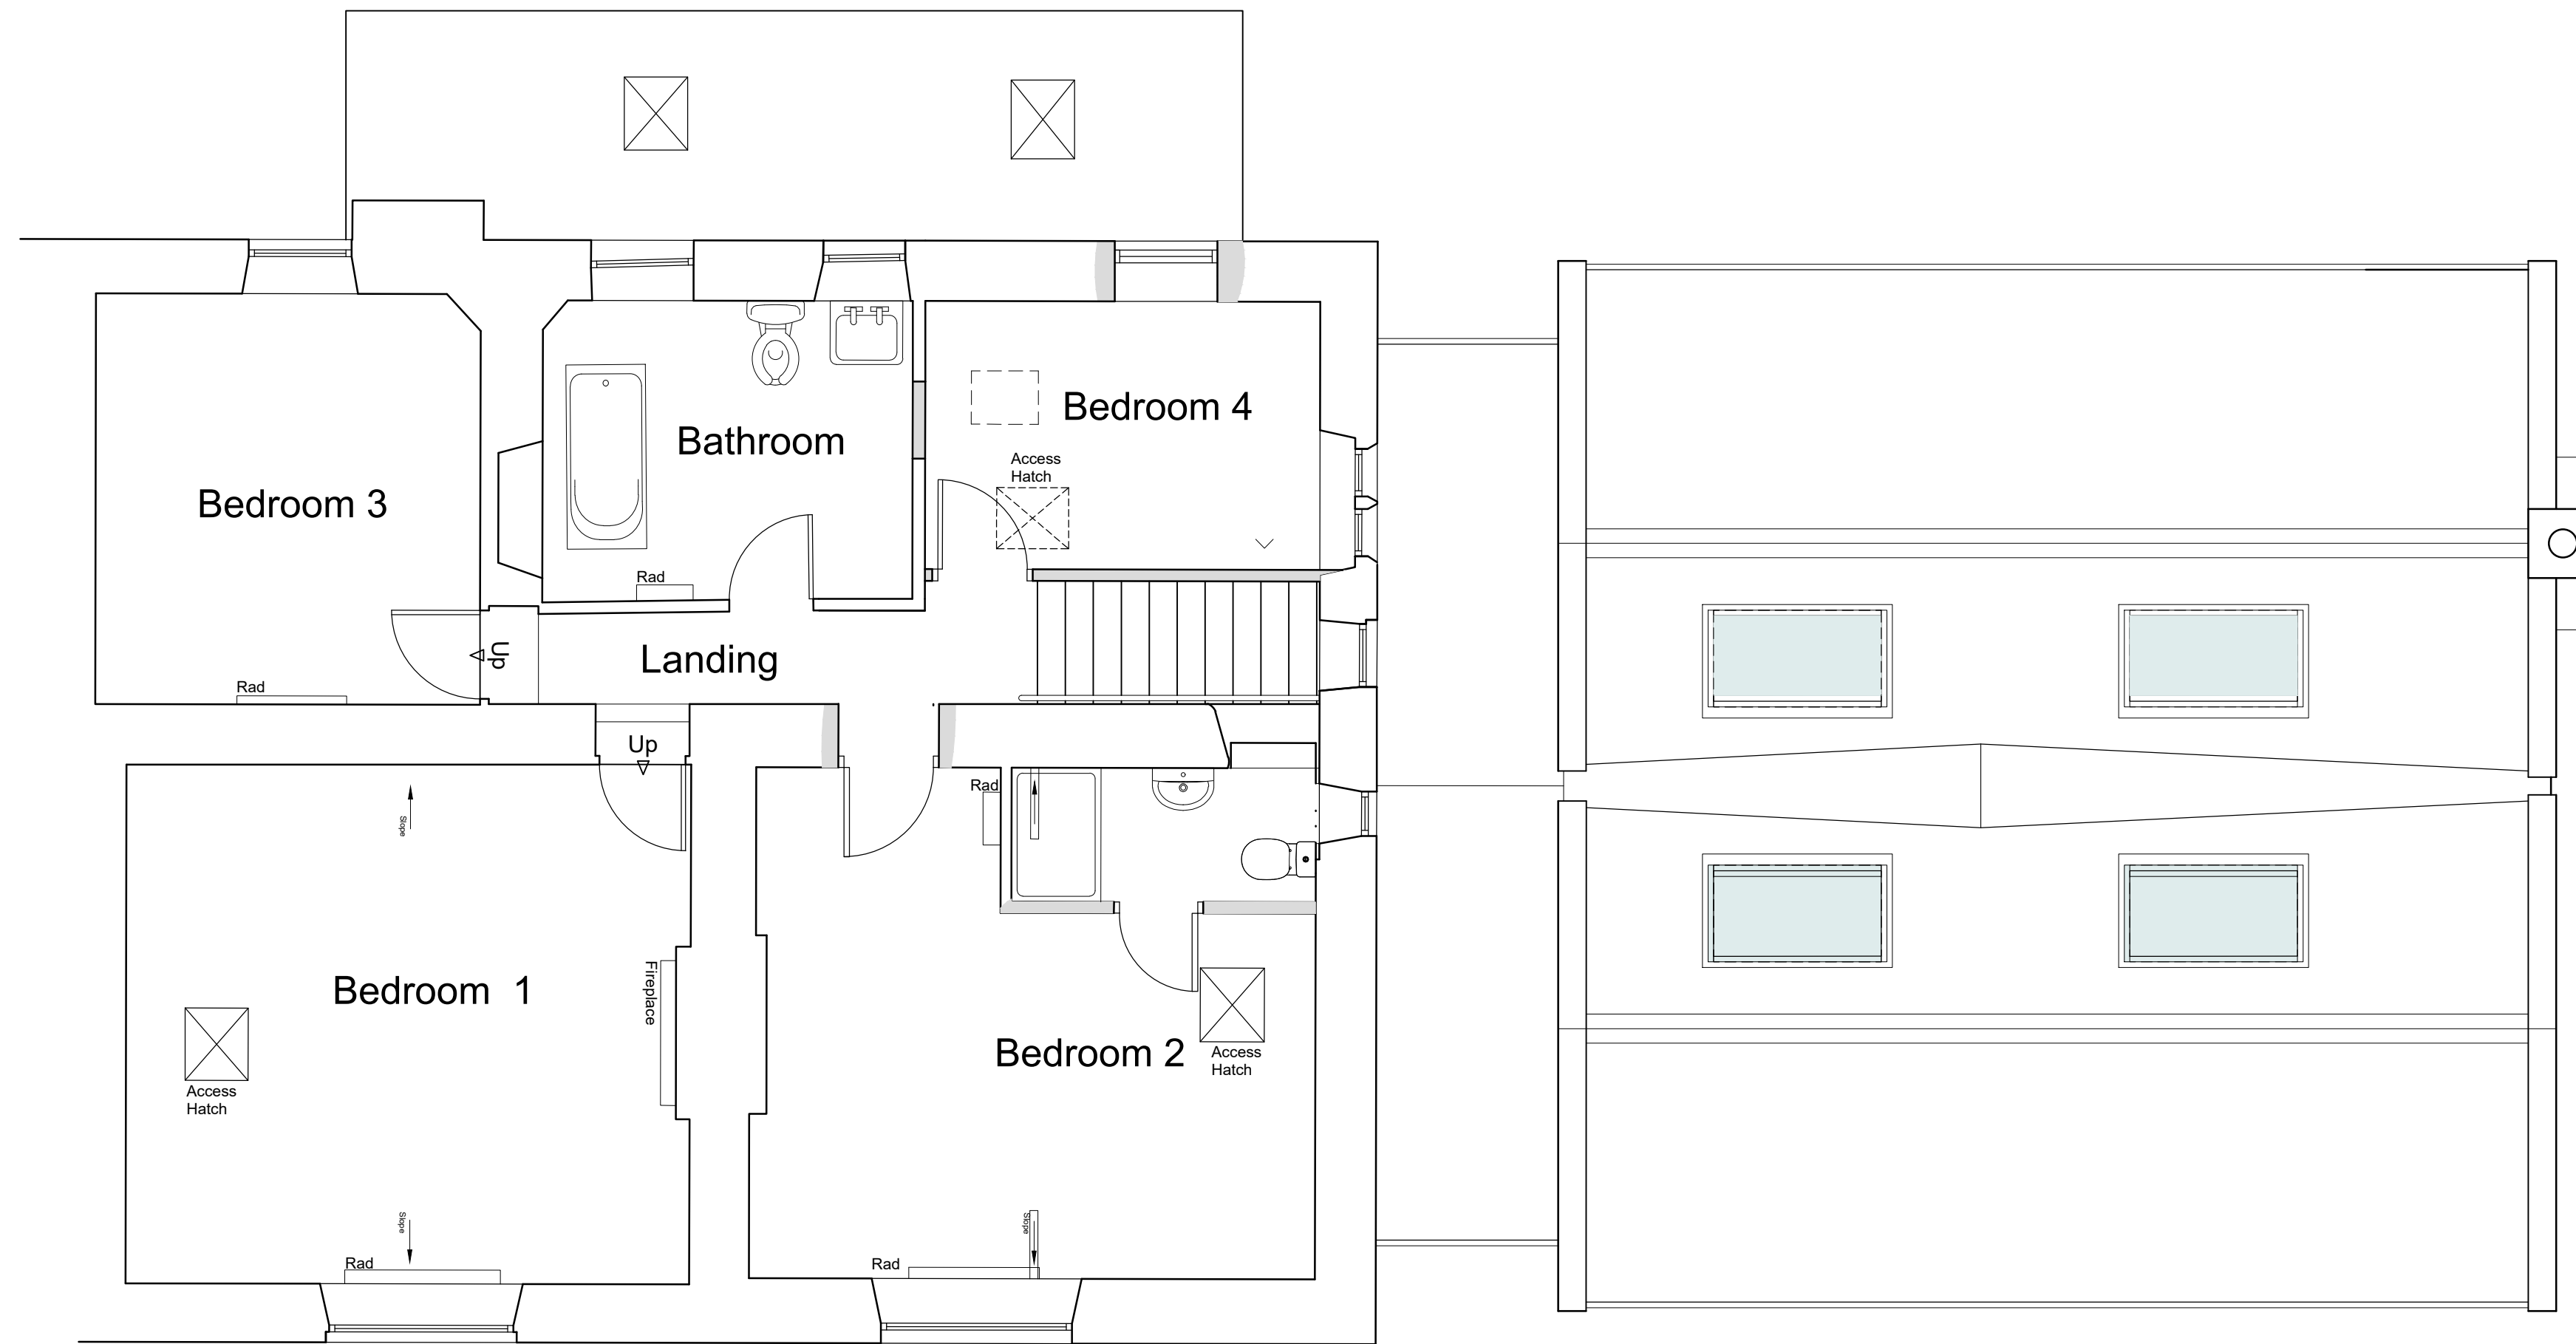 Bedroom 4
Bathroom
Access
Hatch
Bedroom 3
Rad
Up
Landing
Rad
Up
Rad
Slope
Bedroom  1
Fireplace
Bedroom 2
Access
Hatch
Access
Hatch
Slope
Slope
Rad
Rad